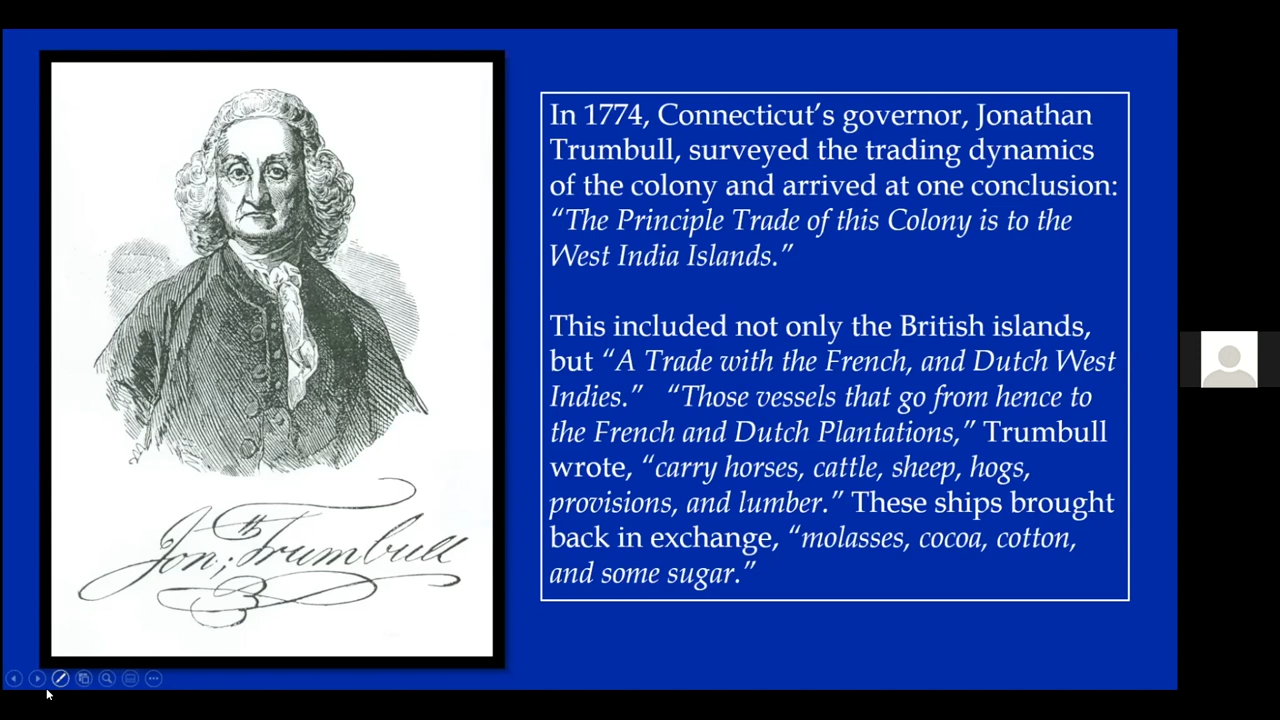 In 1774, Connecticut’s governor, Jonathan
Trumbull, surveyed the trading dynamics
of the colony and arrived at one conclusion:
“The Principle Trade of this Colony is to the
West India Islands.”
This included not only the British islands,
but “A Trade with the French, and Dutch West
Indies.” “Those vessels that go from hence to
the French and Dutch Plantations,” Trumbull
wrote, “carry horses, cattle, sheep, hogs,
provisions, and lumber.” These ships brought
back in exchange, “molasses, cocoa, cotton,
and some sugar.”
Jonth; Trumbull